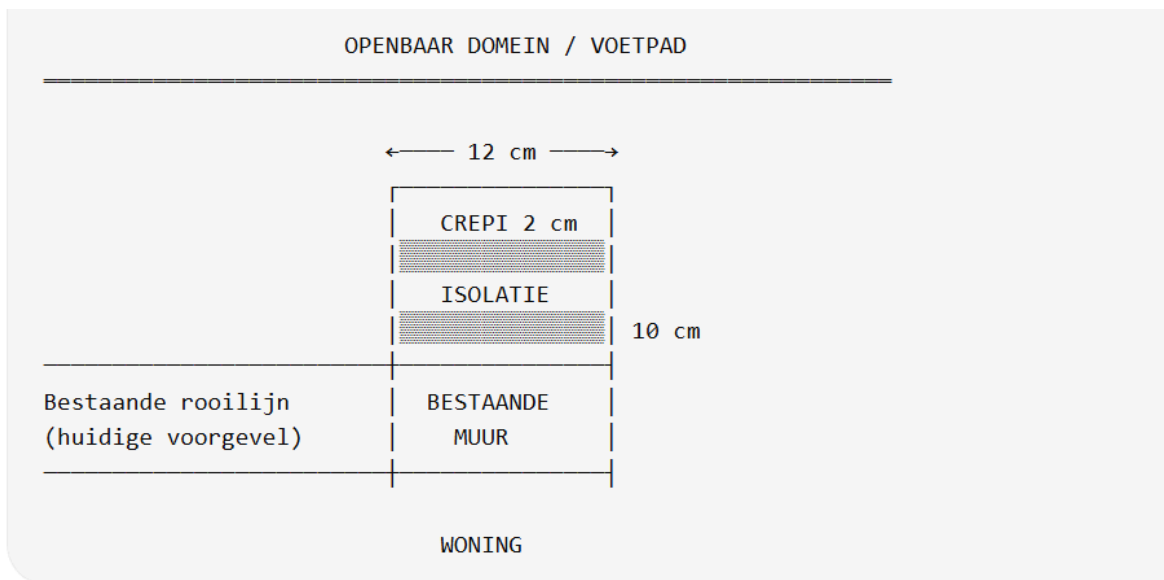 OPENBAAR DOMEIN / VOETPAD
12 cm
CREPI 2 cm
ISOLATIE
10 cm
Bestaande rooilijn BESTAANDE
(huidige voorgevel) MUUR
WONING